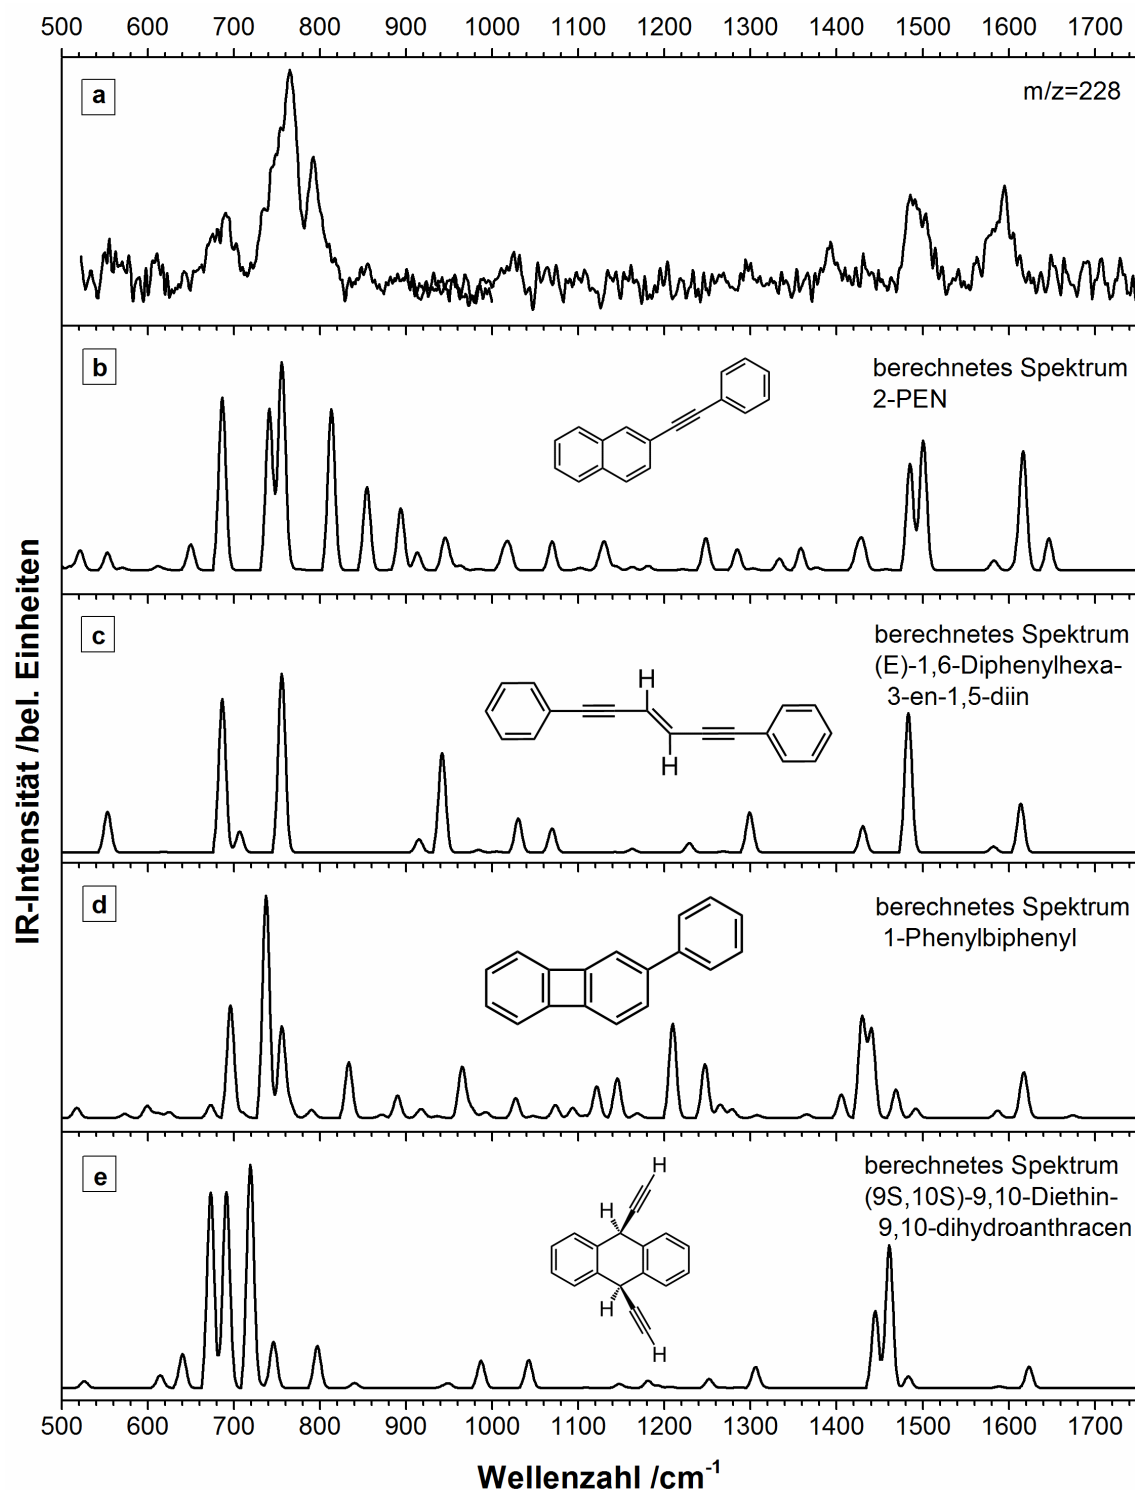 500 600 700 800 900 1000 1100 1200 1300 1400 1500 1600 1700
a
m/z=228
b
berechnetes Spektrum
2-PEN
c
berechnetes Spektrum
(E)-1,6-Diphenylhexa-
3-en-1,5-diin
H
H
d
berechnetes Spektrum
1-Phenylbiphenyl
e
berechnetes Spektrum
(9S,10S)-9,10-Diethin-
9,10-dihydroanthracen
H
H
H
H
IR-Intensität /bel. Einheiten
500 600 700 800 900 1000 1100 1200 1300 1400 1500 1600 1700
Wellenzahl /cm⁻¹